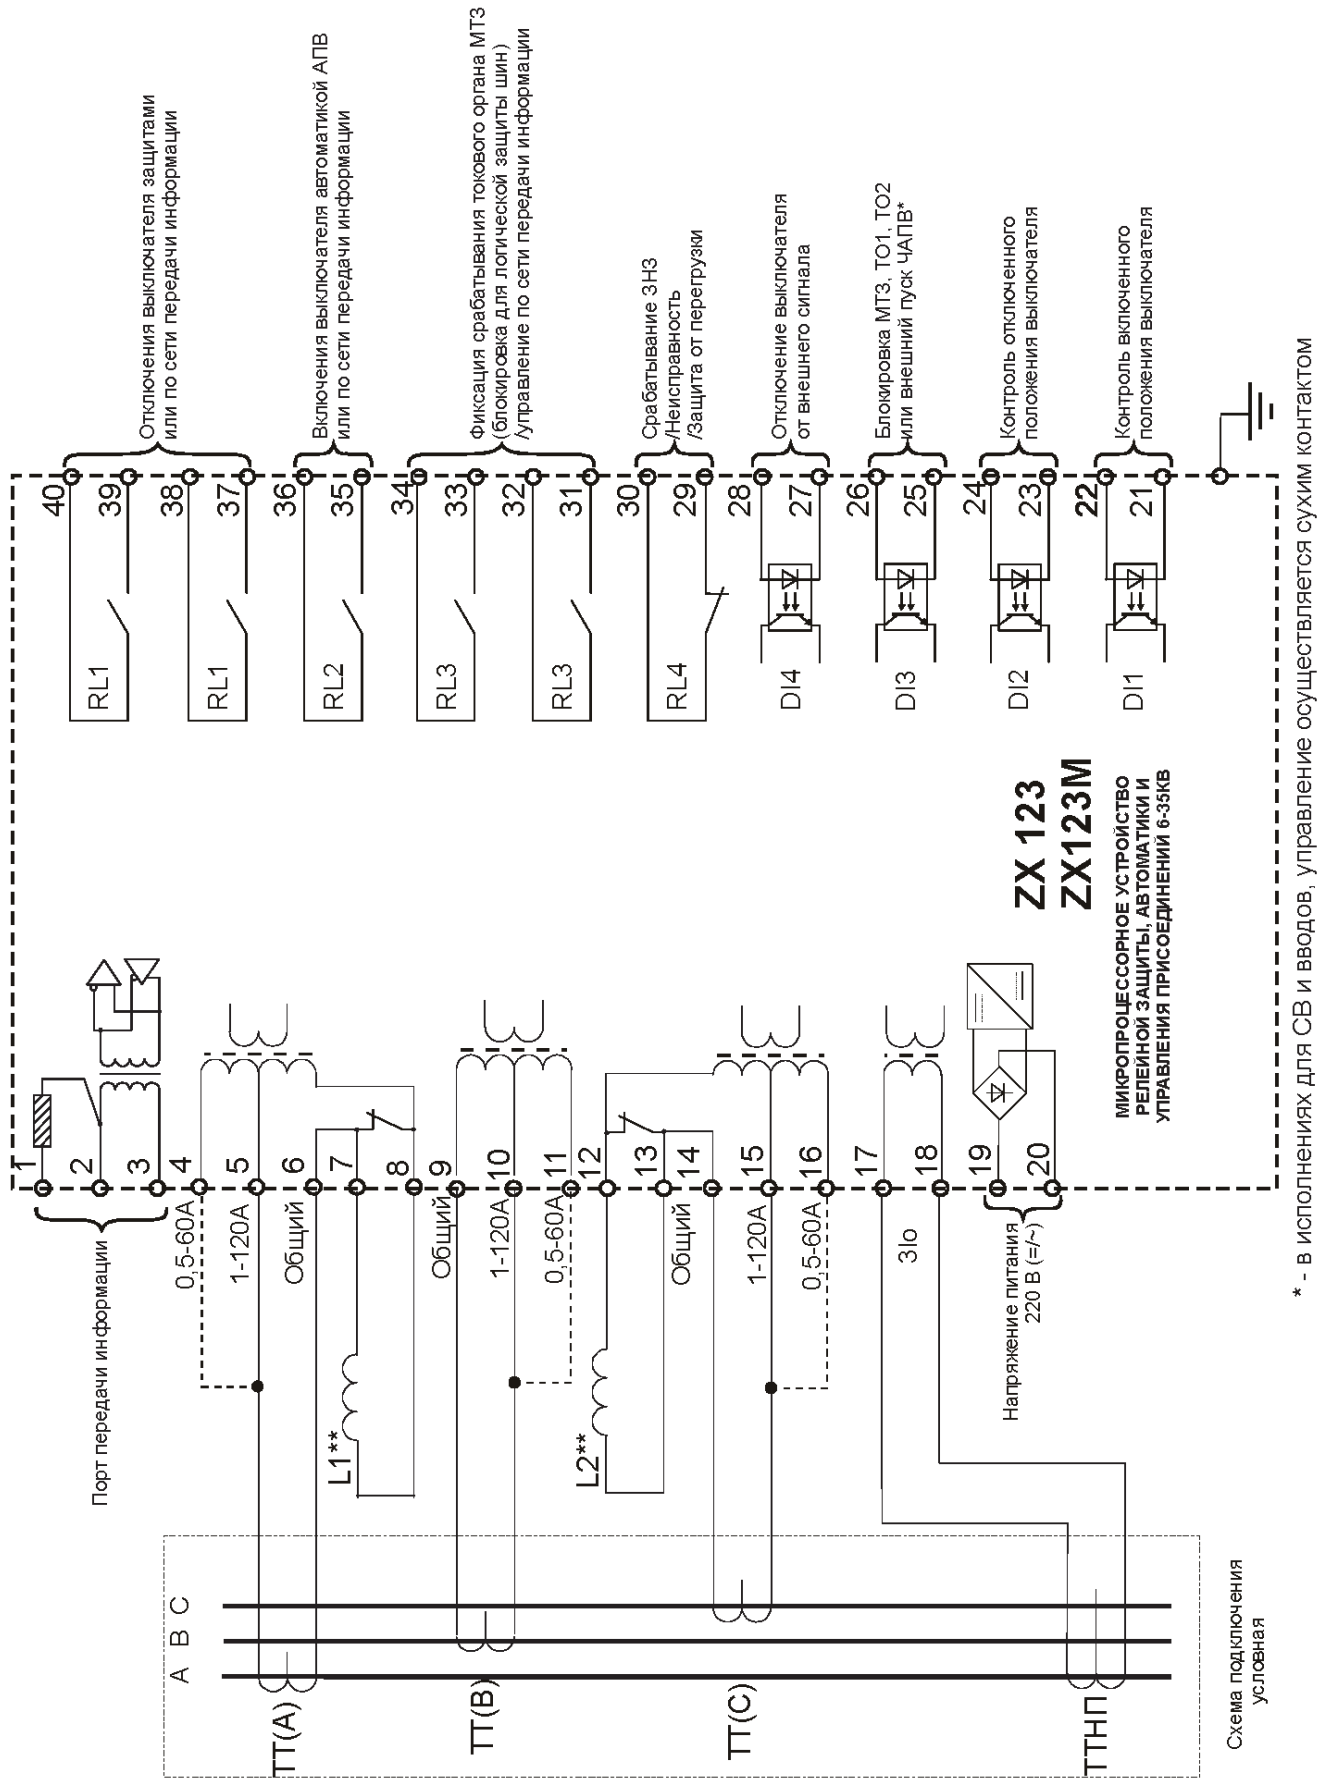 Порт передачи информации
1
2
3
4
5
6
7
8
9
10
11
12
13
14
15
16
17
18
19
20
0,5-60А
1-120А
Общий
L1**
Общий
1-120А
0,5-60А
L2**
Общий
1-120А
0,5-60А
3Io
Напряжение питания
220 В (=/~)
А
В
С
ТТ(А)
ТТ(В)
ТТ(С)
ТТНП
Схема подключения
условная
40
39
38
37
36
35
34
33
32
31
30
29
28
27
26
25
24
23
22
21
RL1
RL1
RL2
RL3
RL3
RL4
DI4
DI3
DI2
DI1
Отключения выключателя защитами
или по сети передачи информации
Включения выключателя автоматикой АПВ
или по сети передачи информации
Фиксация срабатывания токового органа МТЗ
(блокировка для логической защиты шин)
/управление по сети передачи информации
Срабатывание ЗНЗ
/Неисправность
/Защита от перегрузки
Отключение выключателя
от внешнего сигнала
Блокировка МТЗ, ТО1, ТО2
или внешний пуск ЧАПВ*
Контроль отключенного
положения выключателя
Контроль включенного
положения выключателя
ZX 123
ZX123M
МИКРОПРОЦЕССОРНОЕ УСТРОЙСТВО
РЕЛЕЙНОЙ ЗАЩИТЫ, АВТОМАТИКИ И
УПРАВЛЕНИЯ ПРИСОЕДИНЕНИЙ 6-35КВ
* - в исполнениях для СВ и вводов, управление осуществляется сухим контактом